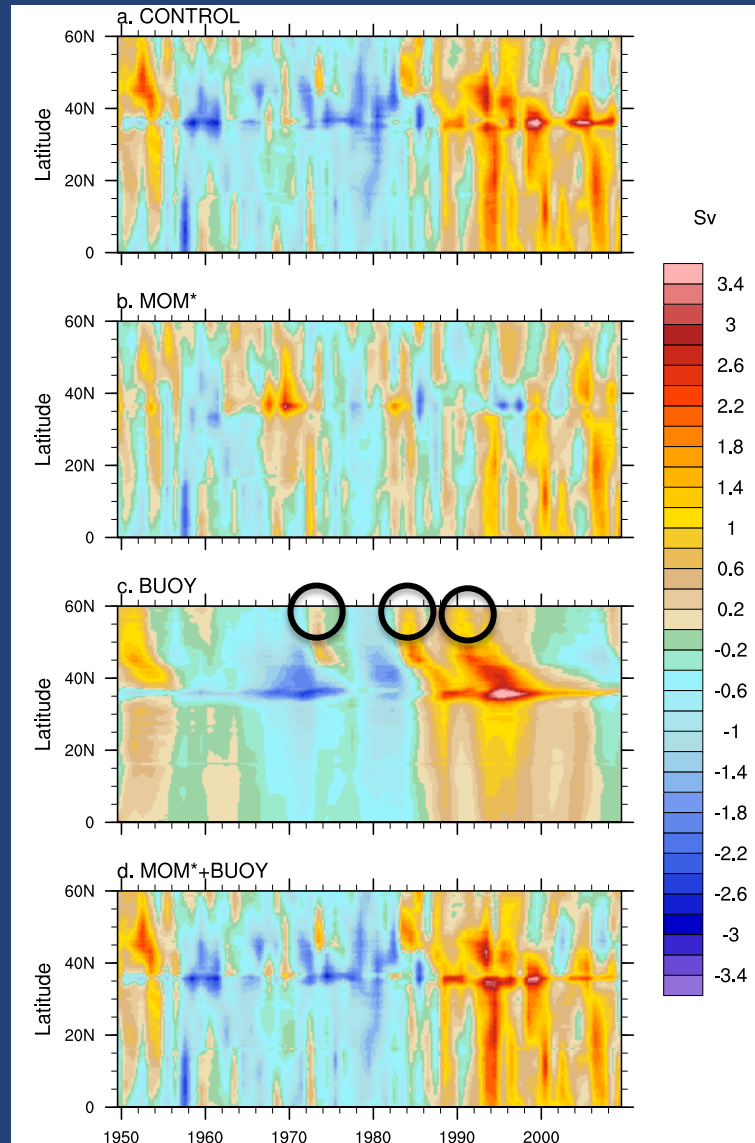 a. CONTROL
60N
40N
20N
0
Latitude
b. MOM*
60N
40N
20N
0
Latitude
c. BUOY
60N
40N
20N
0
Latitude
d. MOM*+BUOY
60N
40N
20N
0
Latitude
1950 1960 1970 1980 1990 2000
Sv
3.4
3
2.6
2.2
1.8
1.4
1
0.6
0.2
-0.2
-0.6
-1
-1.4
-1.8
-2.2
-2.6
-3
-3.4